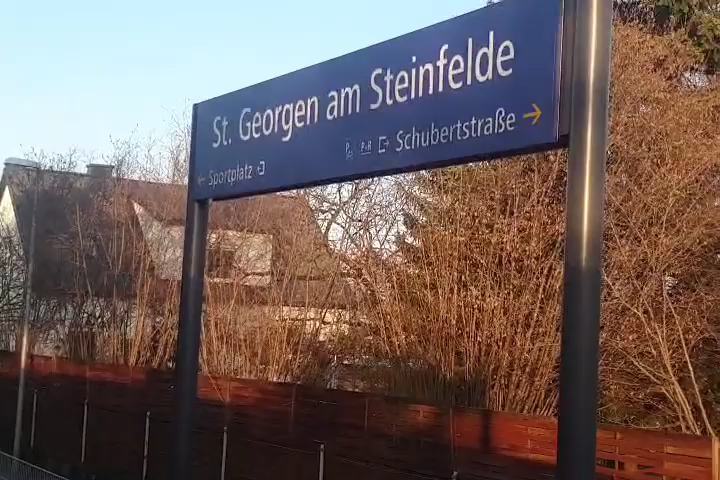 St. Georgen am Steinfelde
← Sportplatz
P P+R Schubertstraße →